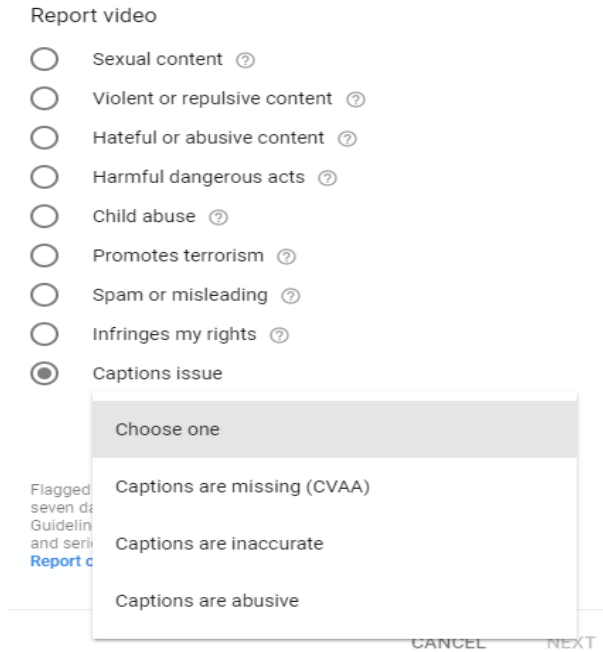 Report video
Sexual content
Violent or repulsive content
Hateful or abusive content
Harmful dangerous acts
Child abuse
Promotes terrorism
Spam or misleading
Infringes my rights
Captions issue
Choose one
Captions are missing (CVAA)
Captions are inaccurate
Captions are abusive
Flagged
seven
Guidelin
and
Report
CANCEL NEXT